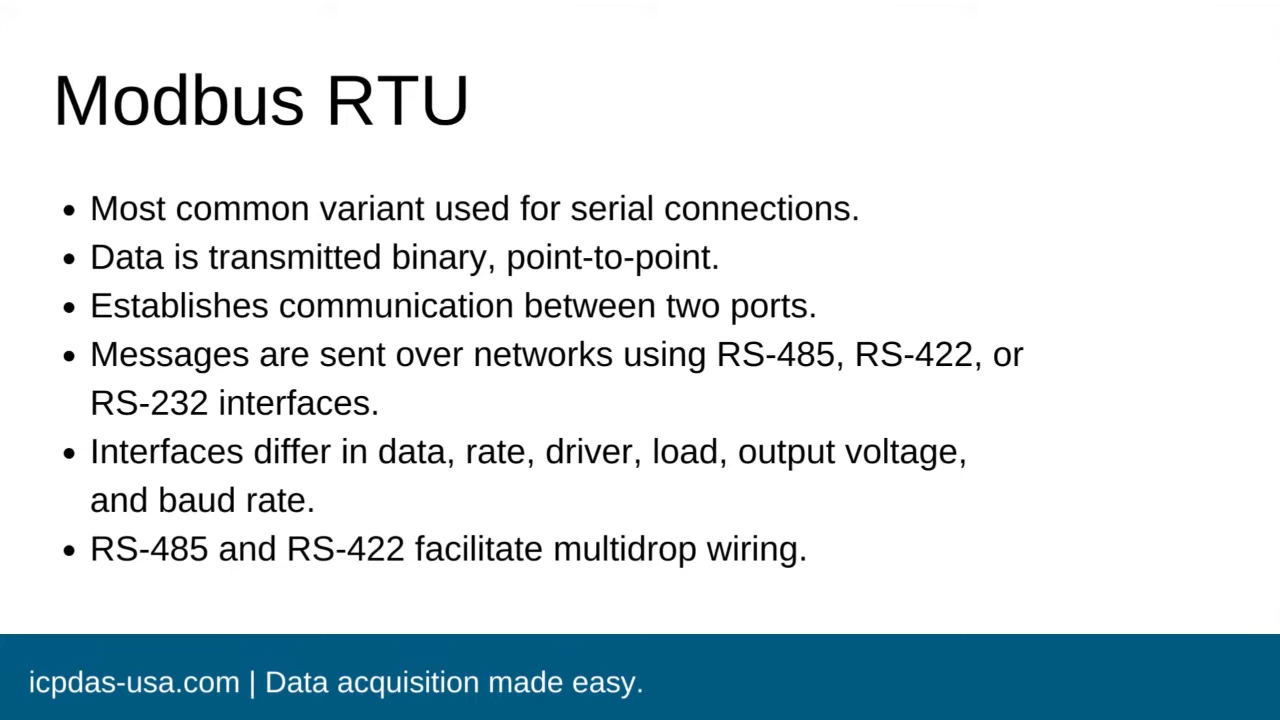 Modbus RTU
• Most common variant used for serial connections.
• Data is transmitted binary, point-to-point.
• Establishes communication between two ports.
• Messages are sent over networks using RS-485, RS-422, or
RS-232 interfaces.
• Interfaces differ in data, rate, driver, load, output voltage,
and baud rate.
• RS-485 and RS-422 facilitate multidrop wiring.
icpdas-usa.com | Data acquisition made easy.